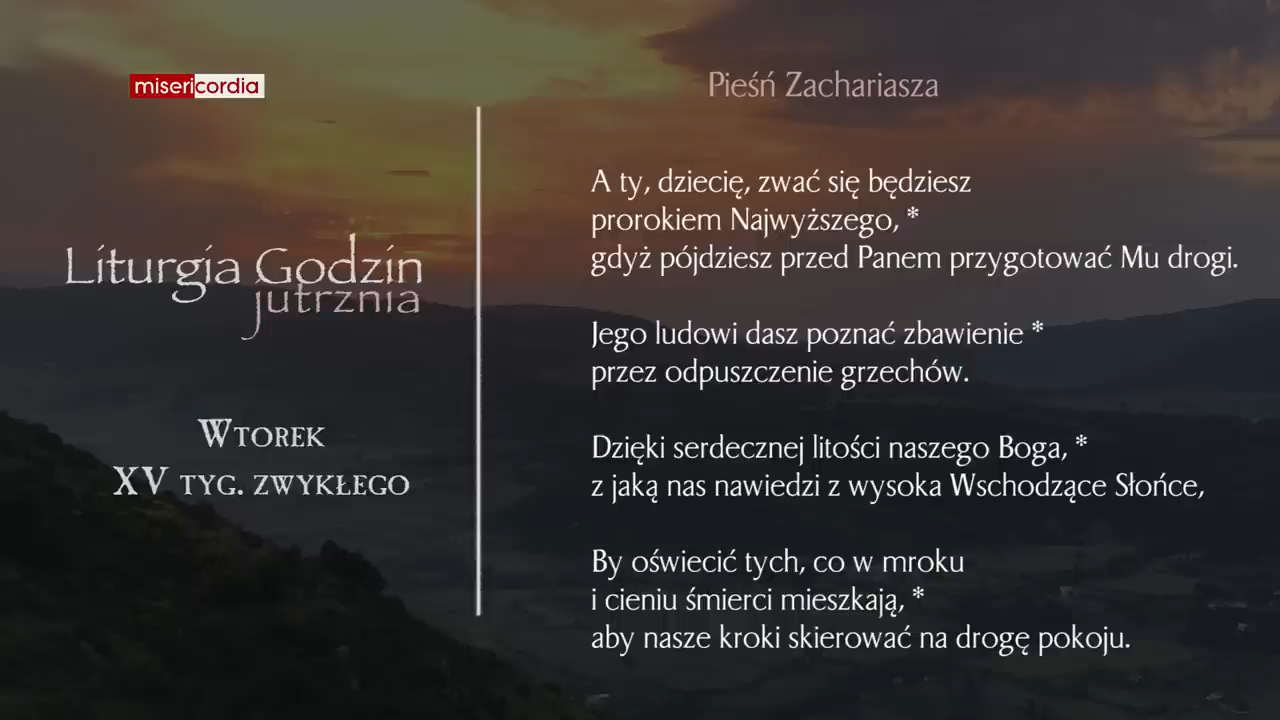 misericordia
Liturgia Godzin
jutrznia
Wtorek
XV tyg. zwykłego
Pieśń Zachariasza
A ty, dziecię, zwać się będziesz
prorokiem Najwyższego, *
gdyż pójdziesz przed Panem przygotować Mu drogi.
Jego ludowi dasz poznać zbawienie *
przez odpuszczenie grzechów.
Dzięki serdecznej litości naszego Boga, *
z jaką nas nawiedzi z wysoka Wschodzące Słońce,
By oświecić tych, co w mroku
i cieniu śmierci mieszkają, *
aby nasze kroki skierować na drogę pokoju.